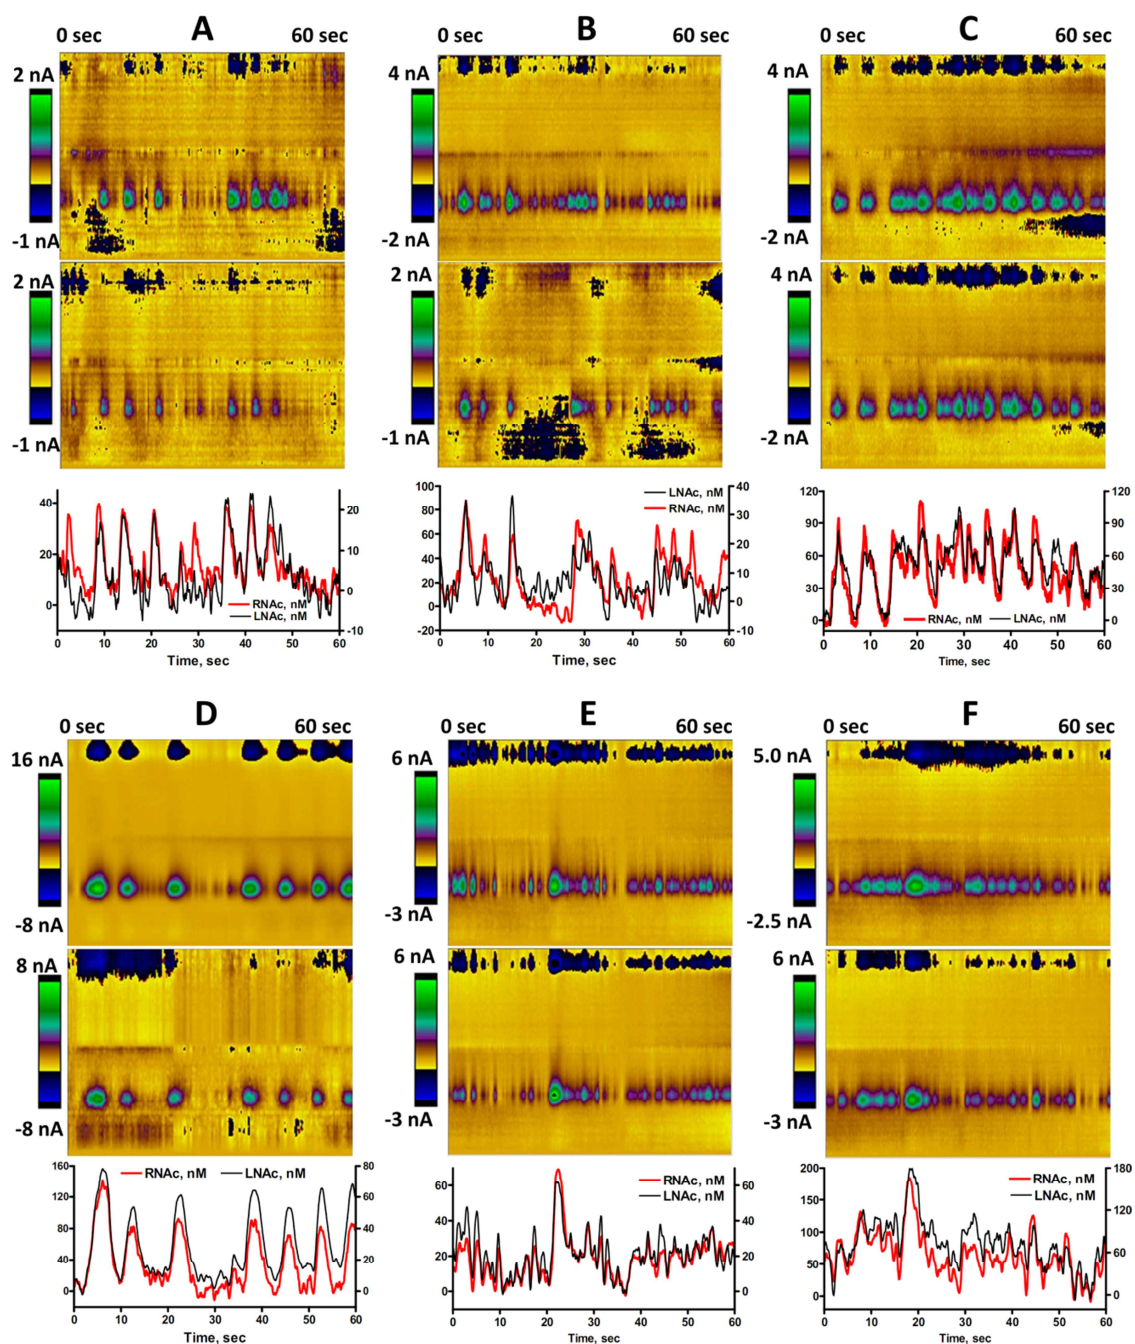 A B C
0 sec 60 sec 0 sec 60 sec 0 sec 60 sec
2 nA 4 nA 4 nA
-1 nA -2 nA -2 nA
2 nA 2 nA 4 nA
-1 nA -1 nA -2 nA
40 20 0
20 10 0 -10
RNAc, nM
LNAc, nM
0 10 20 30 40 50 60
Time, sec
100 80 60 40 20 0 -20
40 30 20 10 0 -10
LNAc, nM
RNAc, nM
0 10 20 30 40 50 60
Time, sec
120 90 60 30 0
120 90 60 30 0
RNAc, nM LNAc, nM
0 10 20 30 40 50 60
Time, sec
D E F
0 sec 60 sec 0 sec 60 sec 0 sec 60 sec
16 nA 6 nA 5.0 nA
-8 nA -3 nA -2.5 nA
8 nA 6 nA 6 nA
-8 nA -3 nA -3 nA
160 120 80 40 0
80 60 40 20 0
RNAc, nM LNAc, nM
0 10 20 30 40 50 60
Time, sec
60 40 20 0
RNAc, nM
LNAc, nM
0 10 20 30 40 50 60
Time, sec
200 150 100 50 0
180 120 60 0
RNAc, nM
LNAc, nM
0 10 20 30 40 50 60
Time, sec